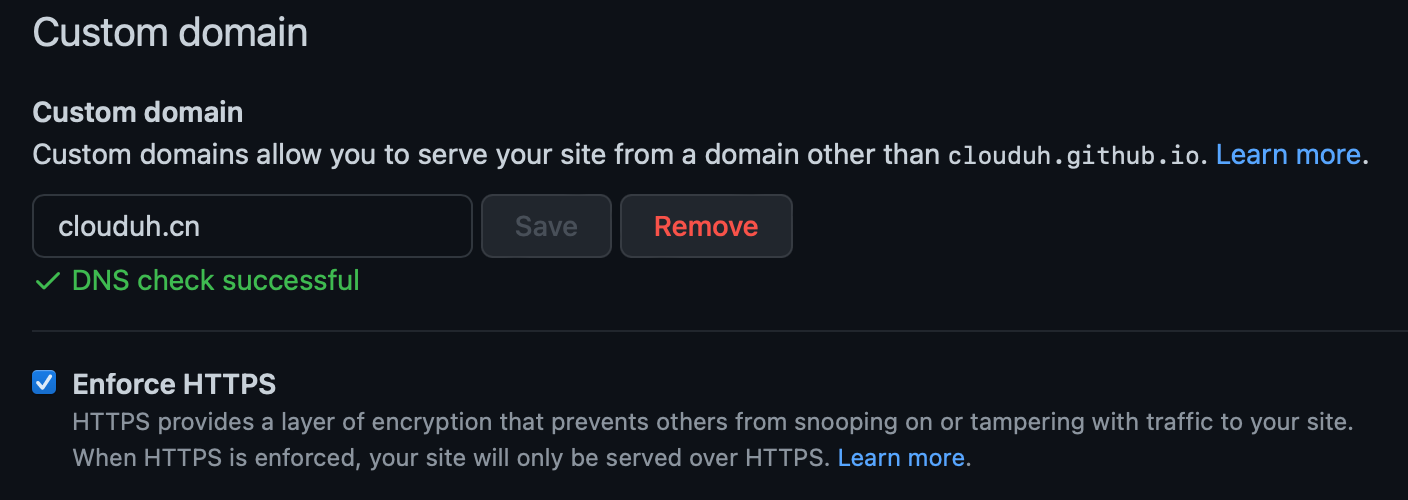 Custom domain
Custom domain
Custom domains allow you to serve your site from a domain other than clouduh.github.io. Learn more.
clouduh.cn Save Remove
DNS check successful
Enforce HTTPS
HTTPS provides a layer of encryption that prevents others from snooping on or tampering with traffic to your site.
When HTTPS is enforced, your site will only be served over HTTPS. Learn more.